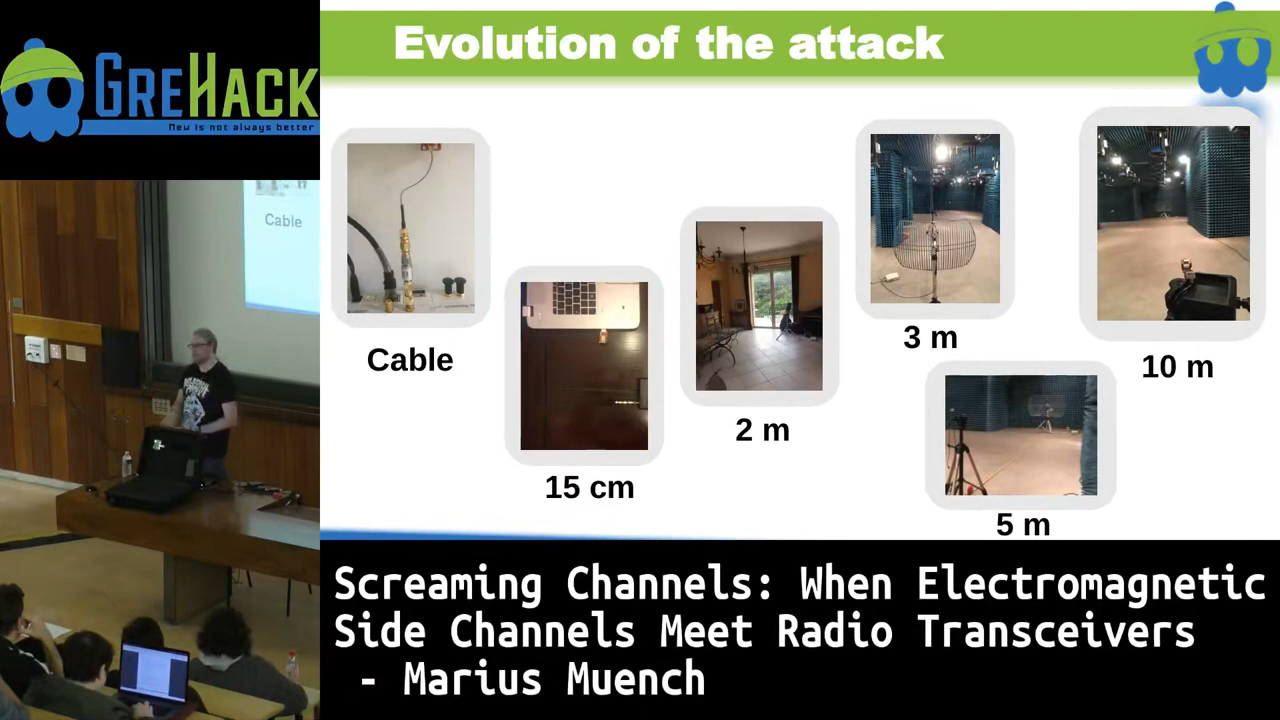 Evolution of the attack
GREHACK
New is not always better
Cable
Cable
15 cm
2 m
3 m
5 m
10 m
Screaming Channels: When Electromagnetic
Side Channels Meet Radio Transceivers
- Marius Muench